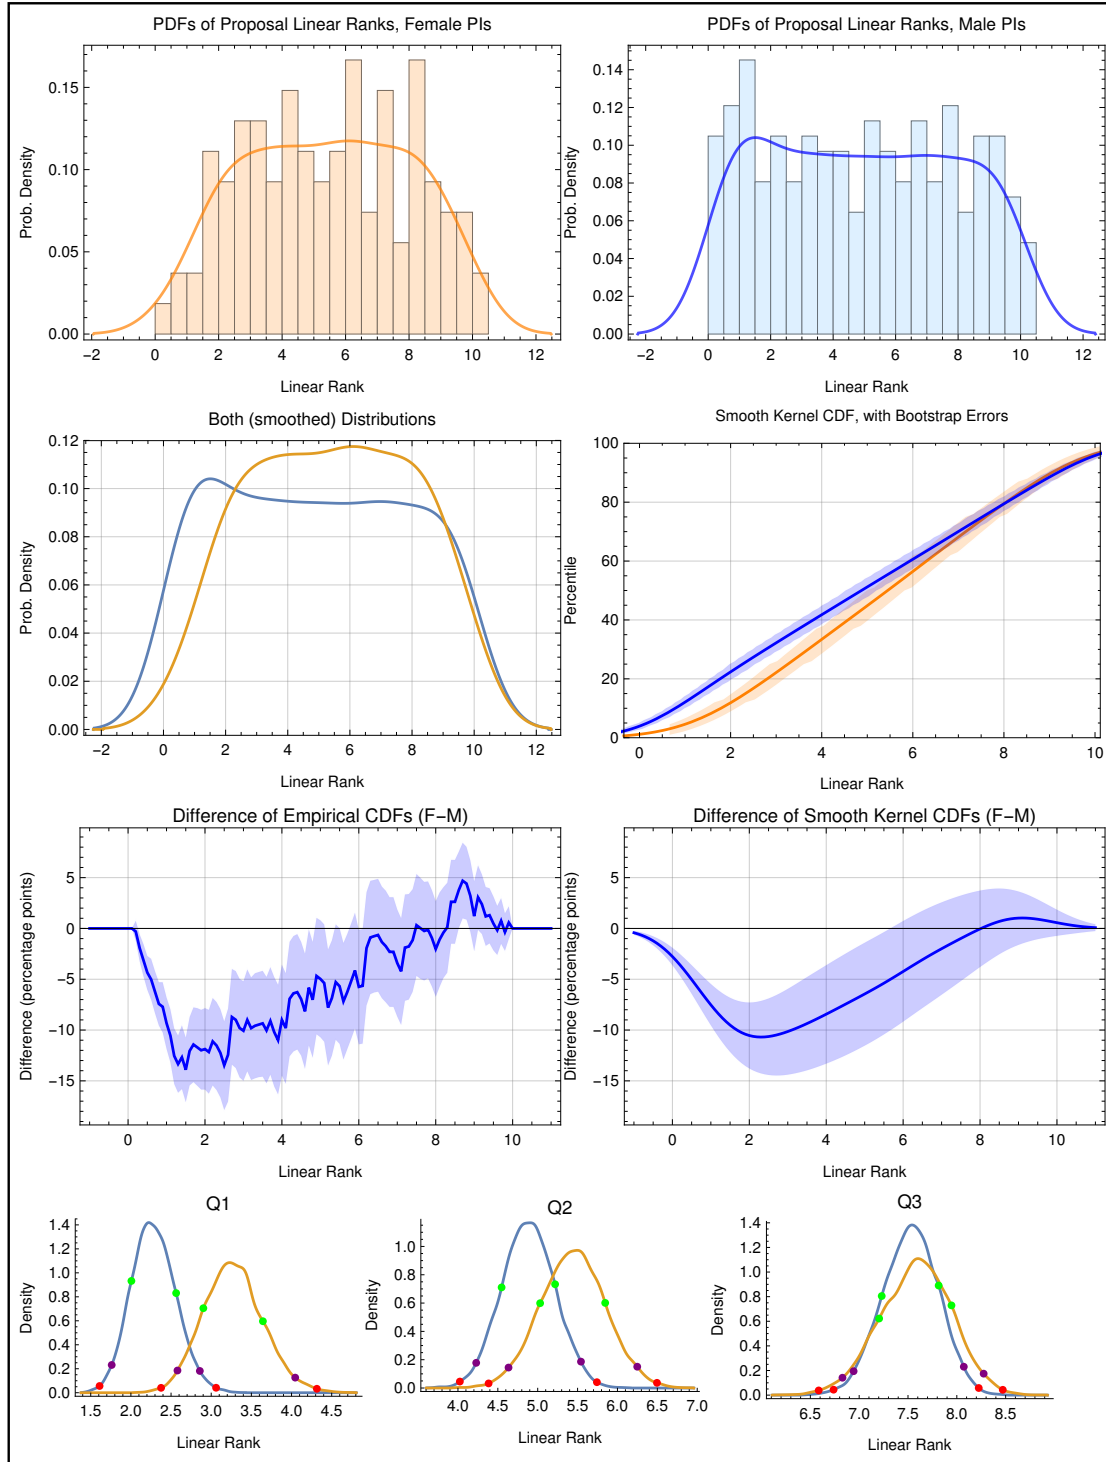 PDFs of Proposal Linear Ranks, Female PIs
PDFs of Proposal Linear Ranks, Male PIs
Prob. Density
0.15
0.10
0.05
0.00
−2 0 2 4 6 8 10 12
Linear Rank
Prob. Density
0.14
0.12
0.10
0.08
0.06
0.04
0.02
0.00
−2 0 2 4 6 8 10 12
Linear Rank
Both (smoothed) Distributions
Smooth Kernel CDF, with Bootstrap Errors
Prob. Density
0.12
0.10
0.08
0.06
0.04
0.02
0.00
−2 0 2 4 6 8 10 12
Linear Rank
Percentile
100
80
60
40
20
0
0 2 4 6 8 10
Linear Rank
Difference of Empirical CDFs (F−M)
Difference of Smooth Kernel CDFs (F−M)
Difference (percentage points)
5
0
−5
−10
−15
0 2 4 6 8 10
Linear Rank
Difference (percentage points)
5
0
−5
−10
−15
0 2 4 6 8 10
Linear Rank
Q1
Density
1.4
1.2
1.0
0.8
0.6
0.4
0.2
0.0
1.5 2.0 2.5 3.0 3.5 4.0 4.5
Linear Rank
Q2
Density
1.0
0.8
0.6
0.4
0.2
0.0
4.0 4.5 5.0 5.5 6.0 6.5 7.0
Linear Rank
Q3
Density
1.4
1.2
1.0
0.8
0.6
0.4
0.2
0.0
6.5 7.0 7.5 8.0 8.5
Linear Rank